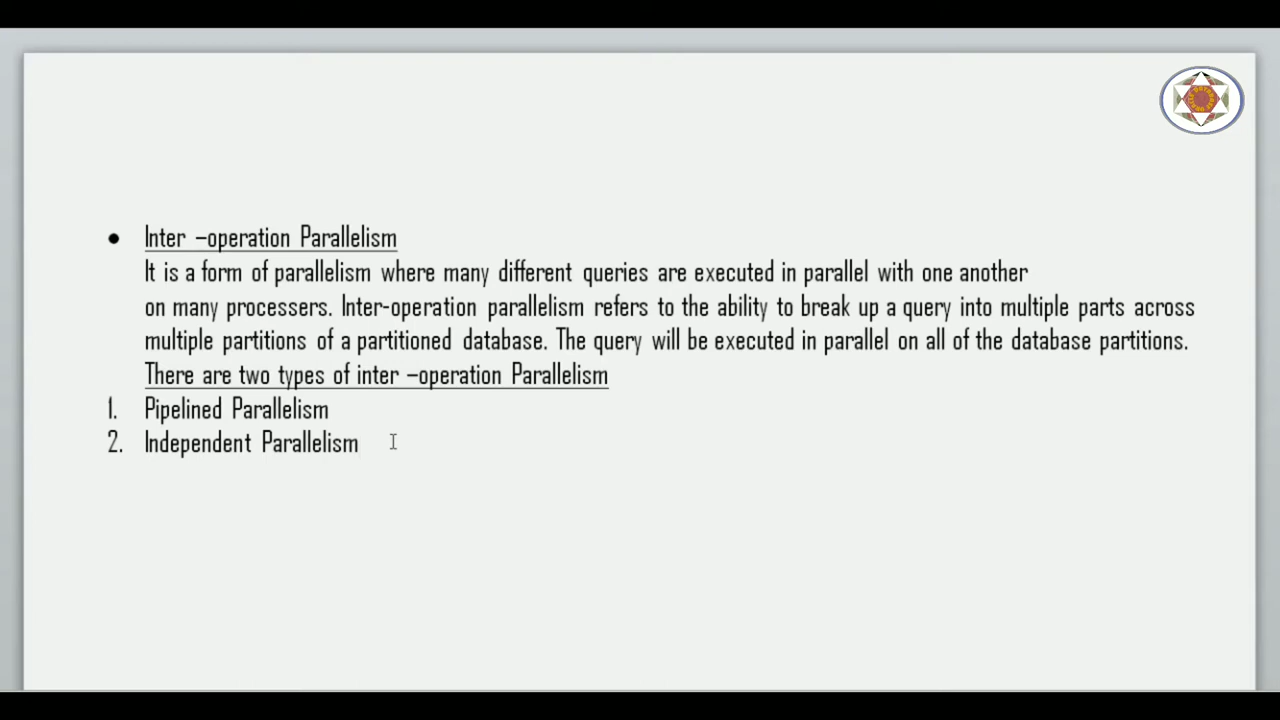 • Inter –operation Parallelism
It is a form of parallelism where many different queries are executed in parallel with one another
on many processers. Inter-operation parallelism refers to the ability to break up a query into multiple parts across
multiple partitions of a partitioned database. The query will be executed in parallel on all of the database partitions.
There are two types of inter –operation Parallelism
1. Pipelined Parallelism
2. Independent Parallelism